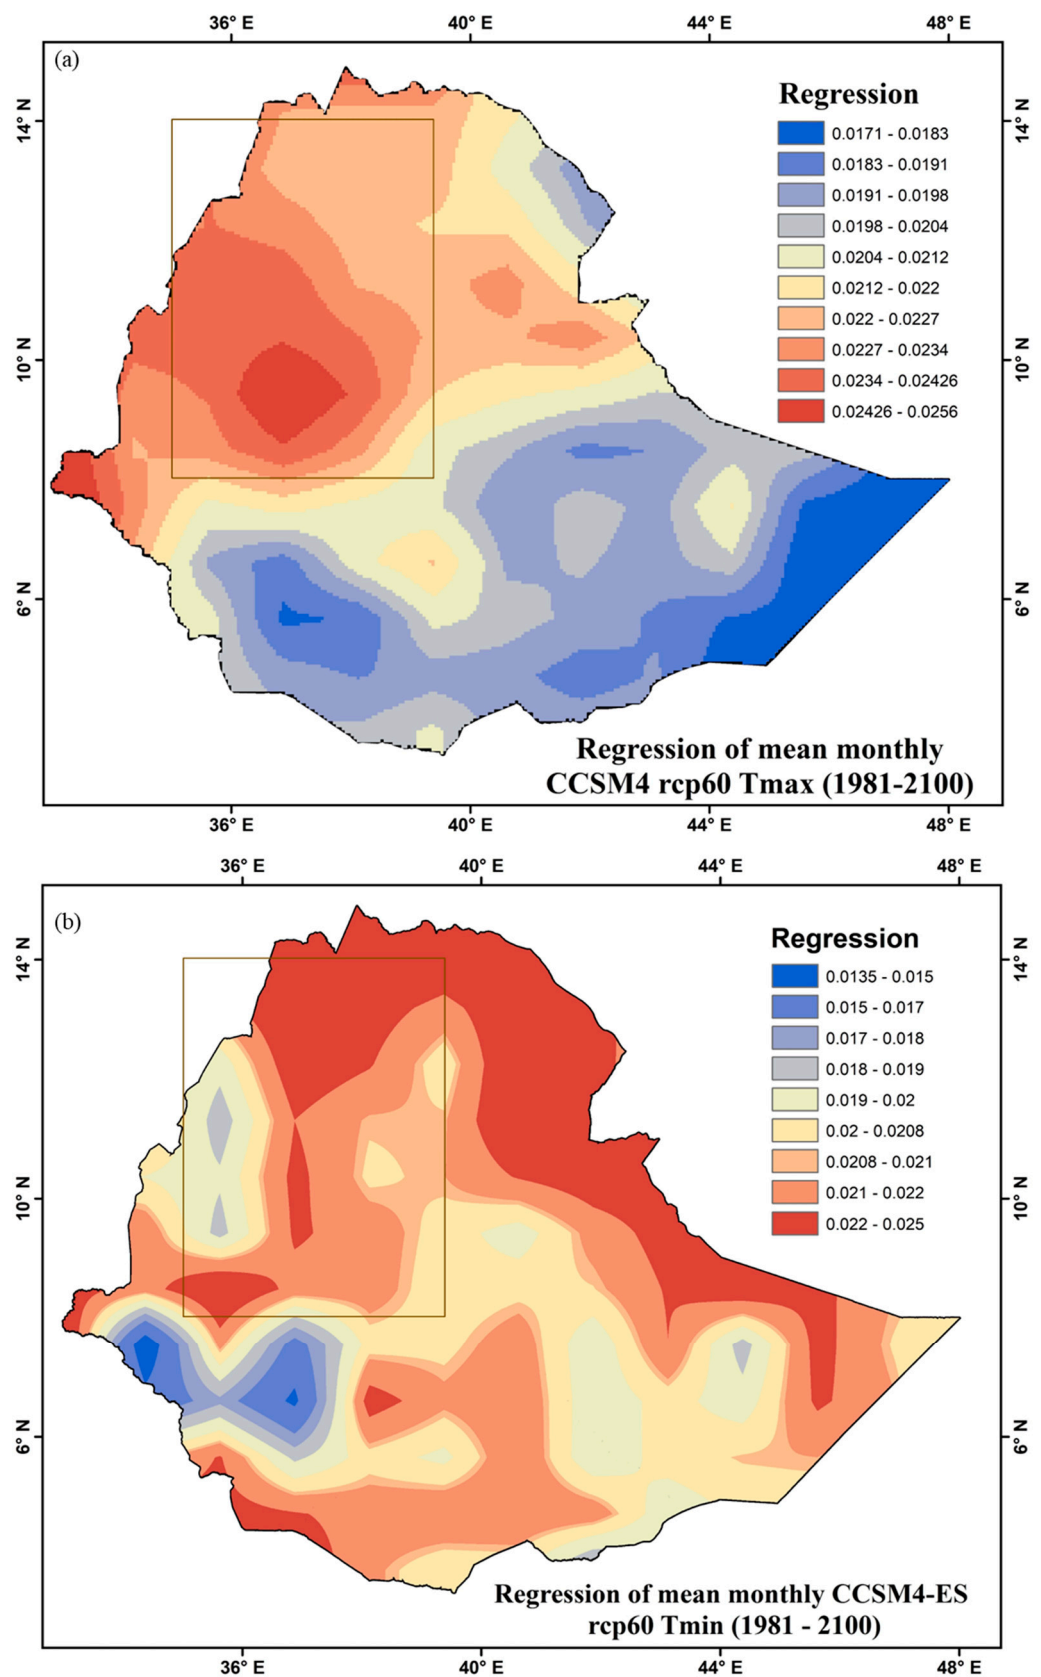 36° E 40° E 44° E 48° E
(a)
14° N
10° N
6° N
14° N
10° N
6° N
Regression
0.0171 - 0.0183
0.0183 - 0.0191
0.0191 - 0.0198
0.0198 - 0.0204
0.0204 - 0.0212
0.0212 - 0.022
0.022 - 0.0227
0.0227 - 0.0234
0.0234 - 0.02426
0.02426 - 0.0256
Regression of mean monthly
CCSM4 rcp60 Tmax (1981-2100)
36° E 40° E 44° E 48° E
36° E 40° E 44° E 48° E
(b)
14° N
10° N
6° N
14° N
10° N
6° N
Regression
0.0135 - 0.015
0.015 - 0.017
0.017 - 0.018
0.018 - 0.019
0.019 - 0.02
0.02 - 0.0208
0.0208 - 0.021
0.021 - 0.022
0.022 - 0.025
Regression of mean monthly CCSM4-ES
rcp60 Tmin (1981 - 2100)
36° E 40° E 44° E 48° E